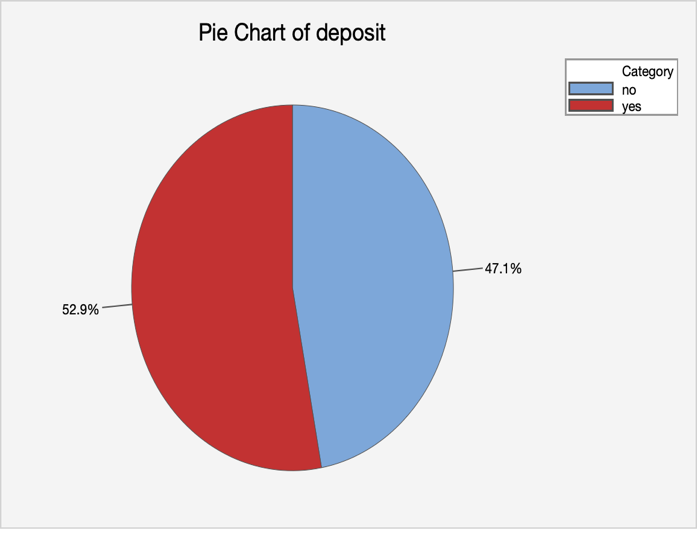 Pie Chart of deposit
Category
no
yes
47.1%
52.9%